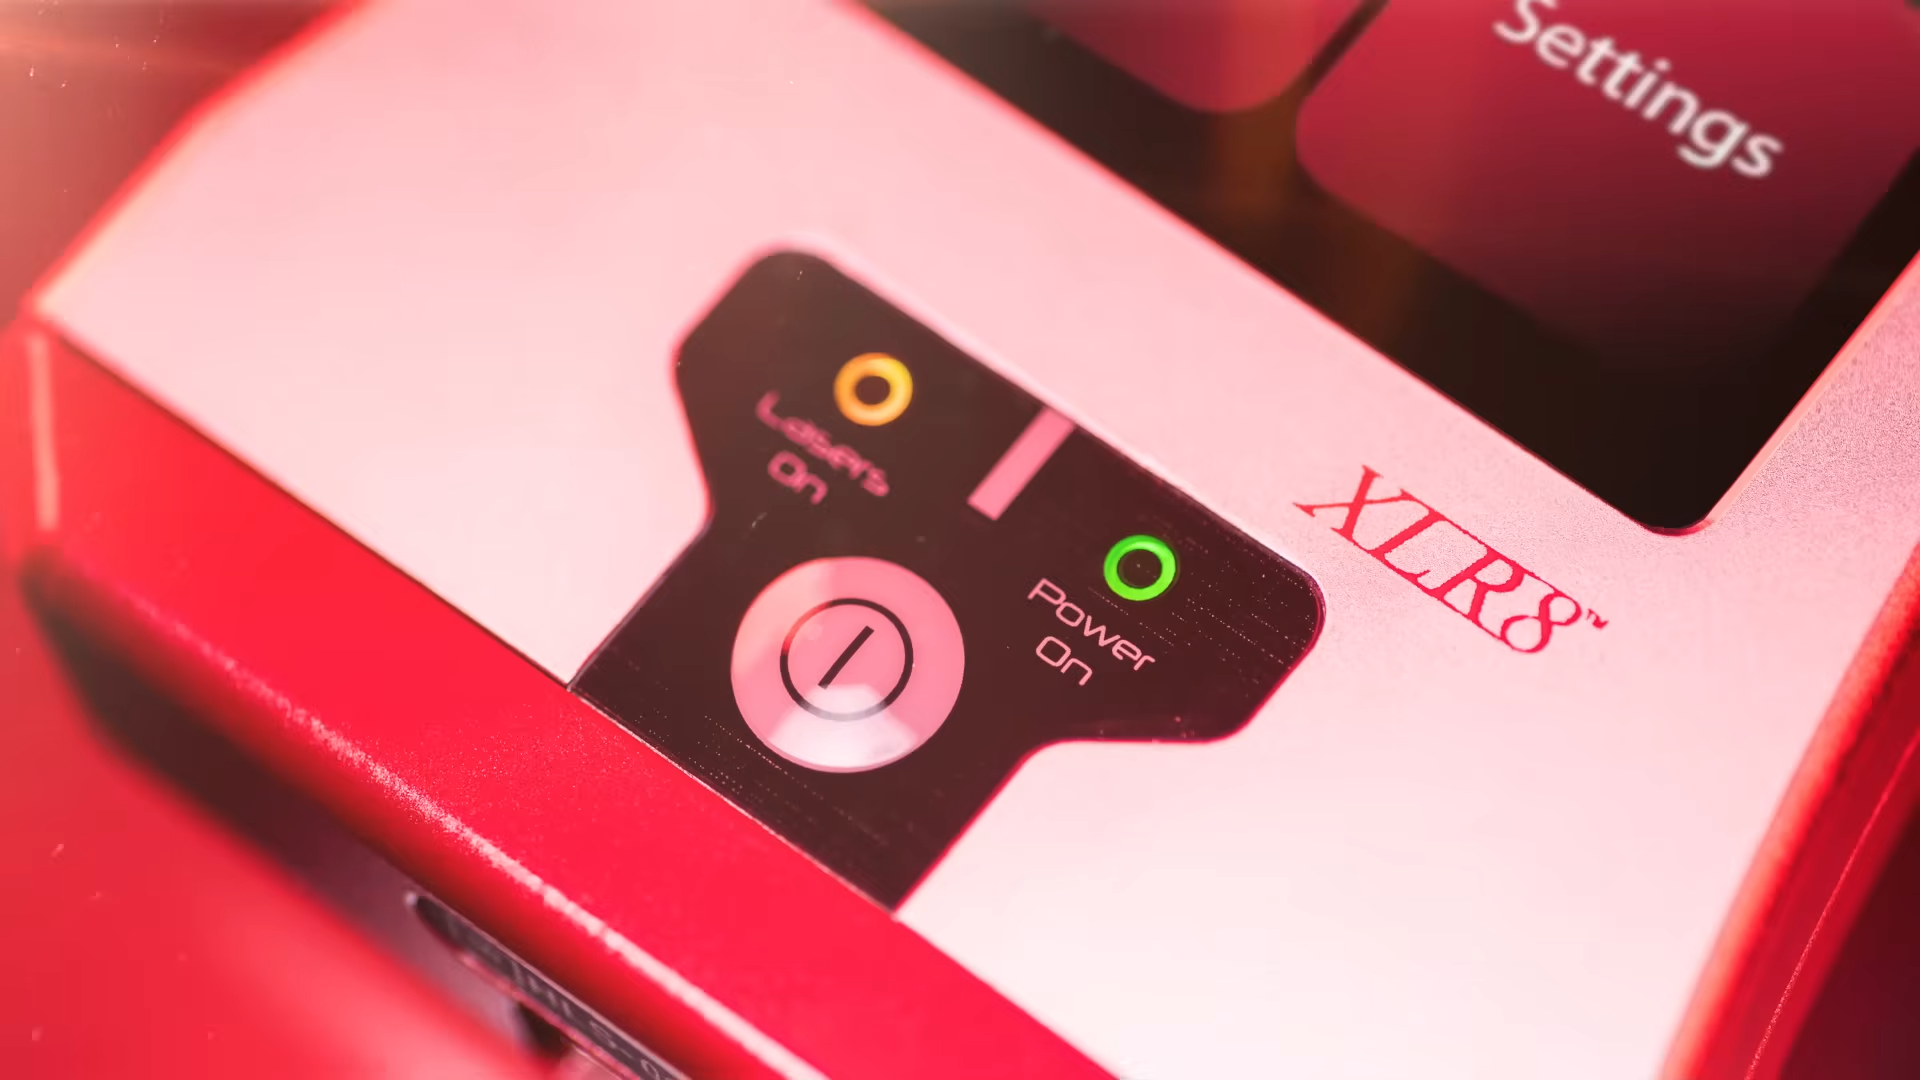 Settings
Lasers
On
Power
On
XLR8™